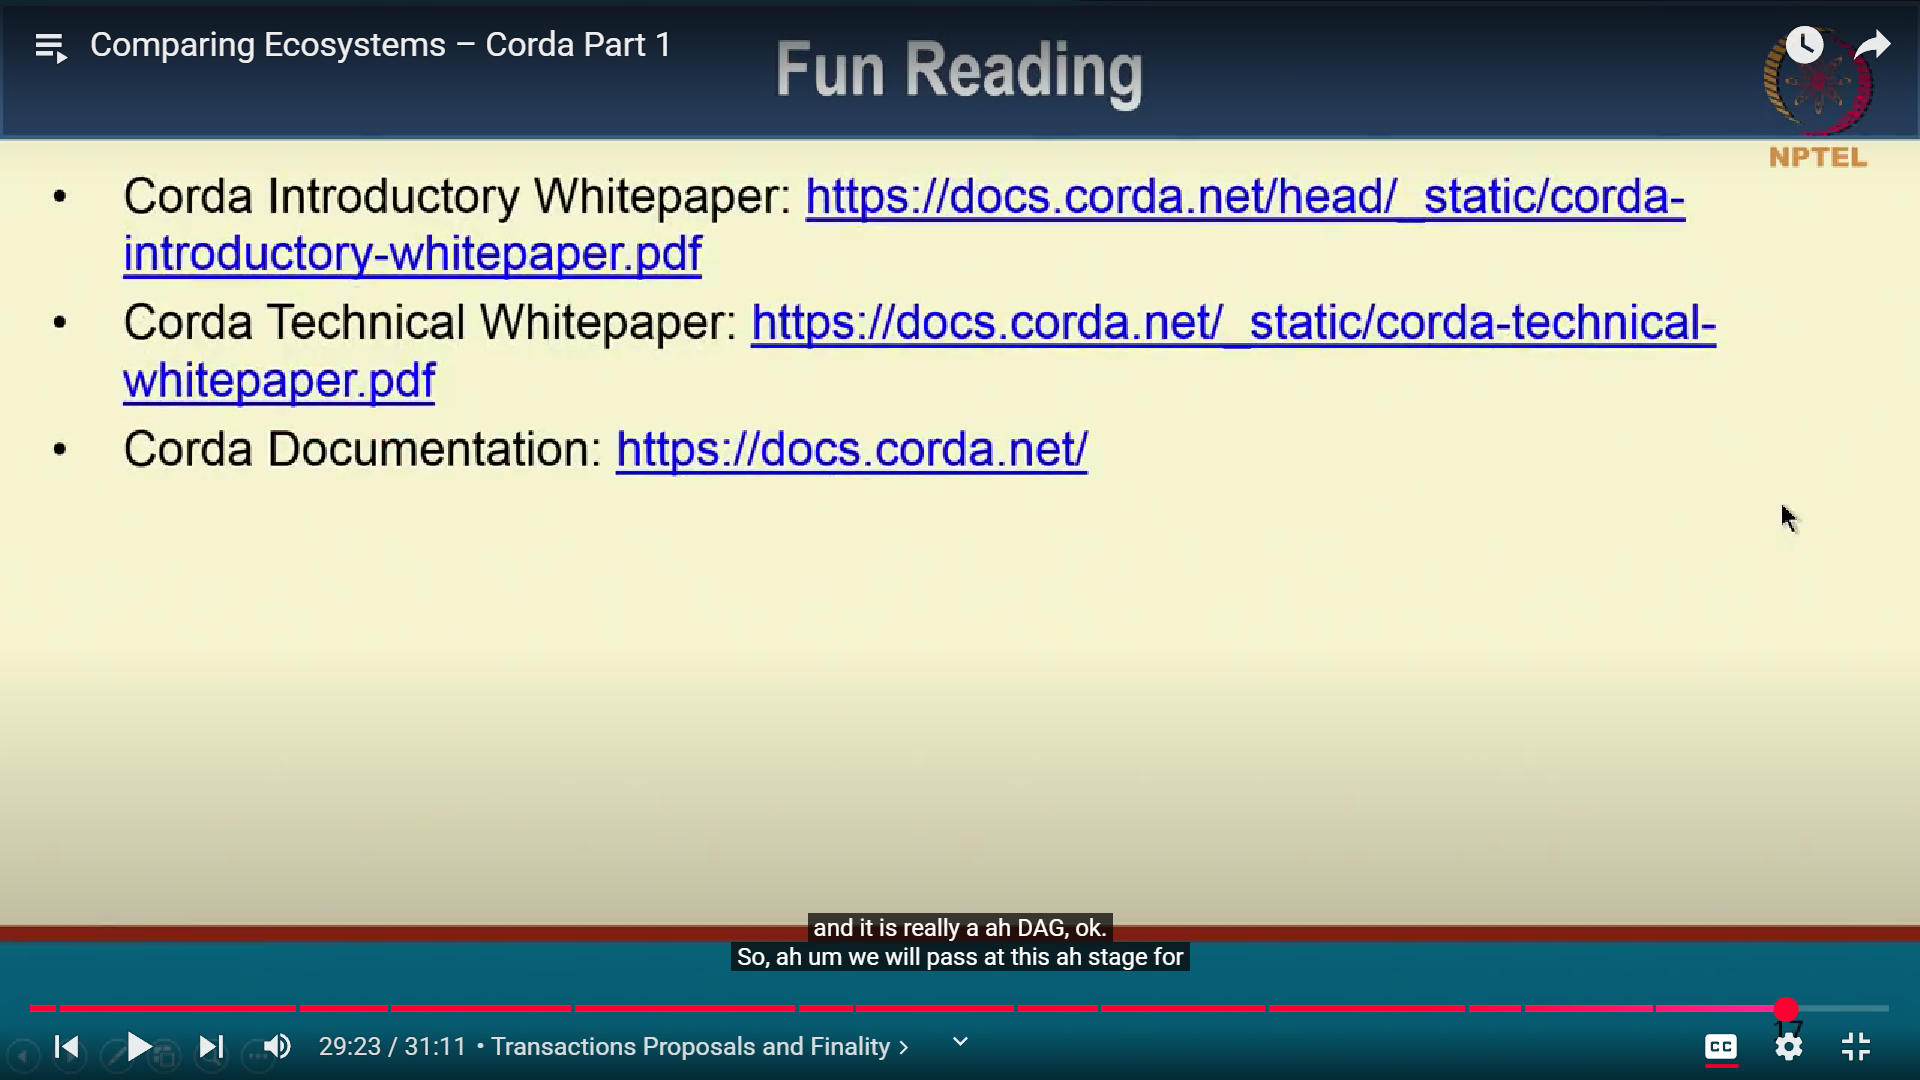 Comparing Ecosystems – Corda Part 1
Fun Reading
NPTEL
• Corda Introductory Whitepaper: https://docs.corda.net/head/_static/corda-
introductory-whitepaper.pdf
• Corda Technical Whitepaper: https://docs.corda.net/_static/corda-technical-
whitepaper.pdf
• Corda Documentation: https://docs.corda.net/
and it is really a ah DAG, ok.
So, ah um we will pass at this ah stage for
17
29:23 / 31:11 • Transactions Proposals and Finality ›
CC